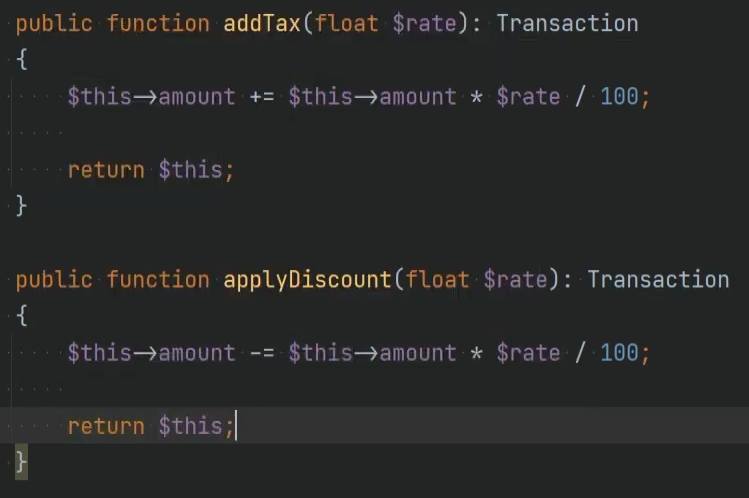 public function addTax(float $rate): Transaction
{
    $this->amount += $this->amount * $rate / 100;
    return $this;
}
public function applyDiscount(float $rate): Transaction
{
    $this->amount -= $this->amount * $rate / 100;
    return $this;
}